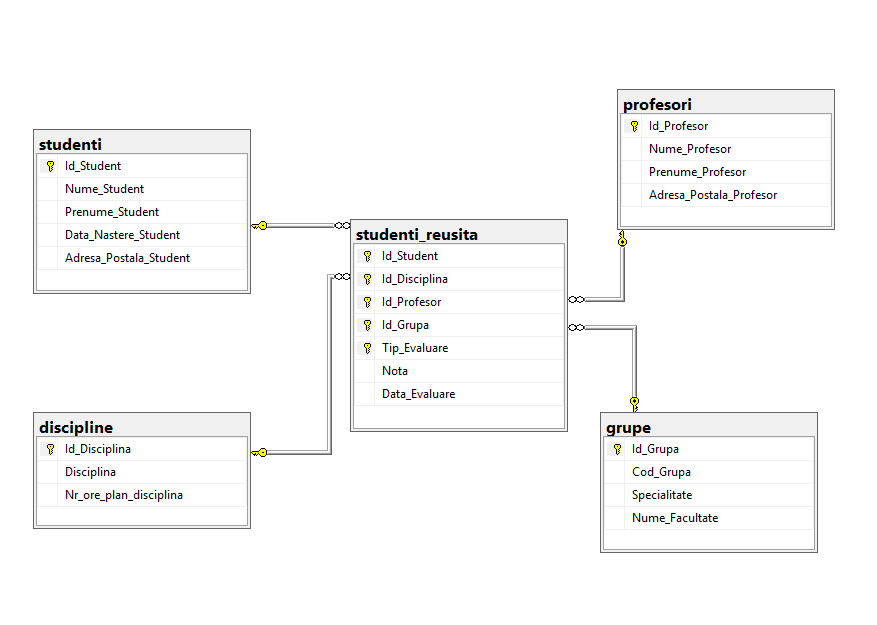 studenti
Id_Student
Nume_Student
Prenume_Student
Data_Nastere_Student
Adresa_Postala_Student
discipline
Id_Disciplina
Disciplina
Nr_ore_plan_disciplina
studenti_reusita
Id_Student
Id_Disciplina
Id_Profesor
Id_Grupa
Tip_Evaluare
Nota
Data_Evaluare
profesori
Id_Profesor
Nume_Profesor
Prenume_Profesor
Adresa_Postala_Profesor
grupe
Id_Grupa
Cod_Grupa
Specialitate
Nume_Facultate